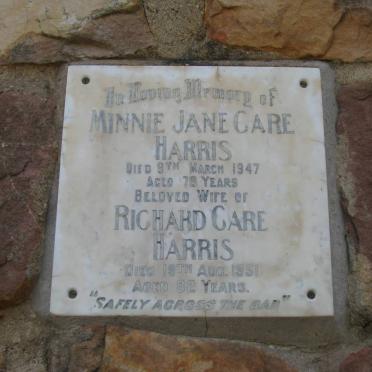 In Loving Memory of
MINNIE JANE CARE
HARRIS
DIED 9TH MARCH 1947
AGED 78 YEARS
BELOVED WIFE OF
RICHARD CARE
HARRIS
DIED 19TH AUG. 1951
AGED 82 YEARS.
"SAFELY ACROSS THE BAR"